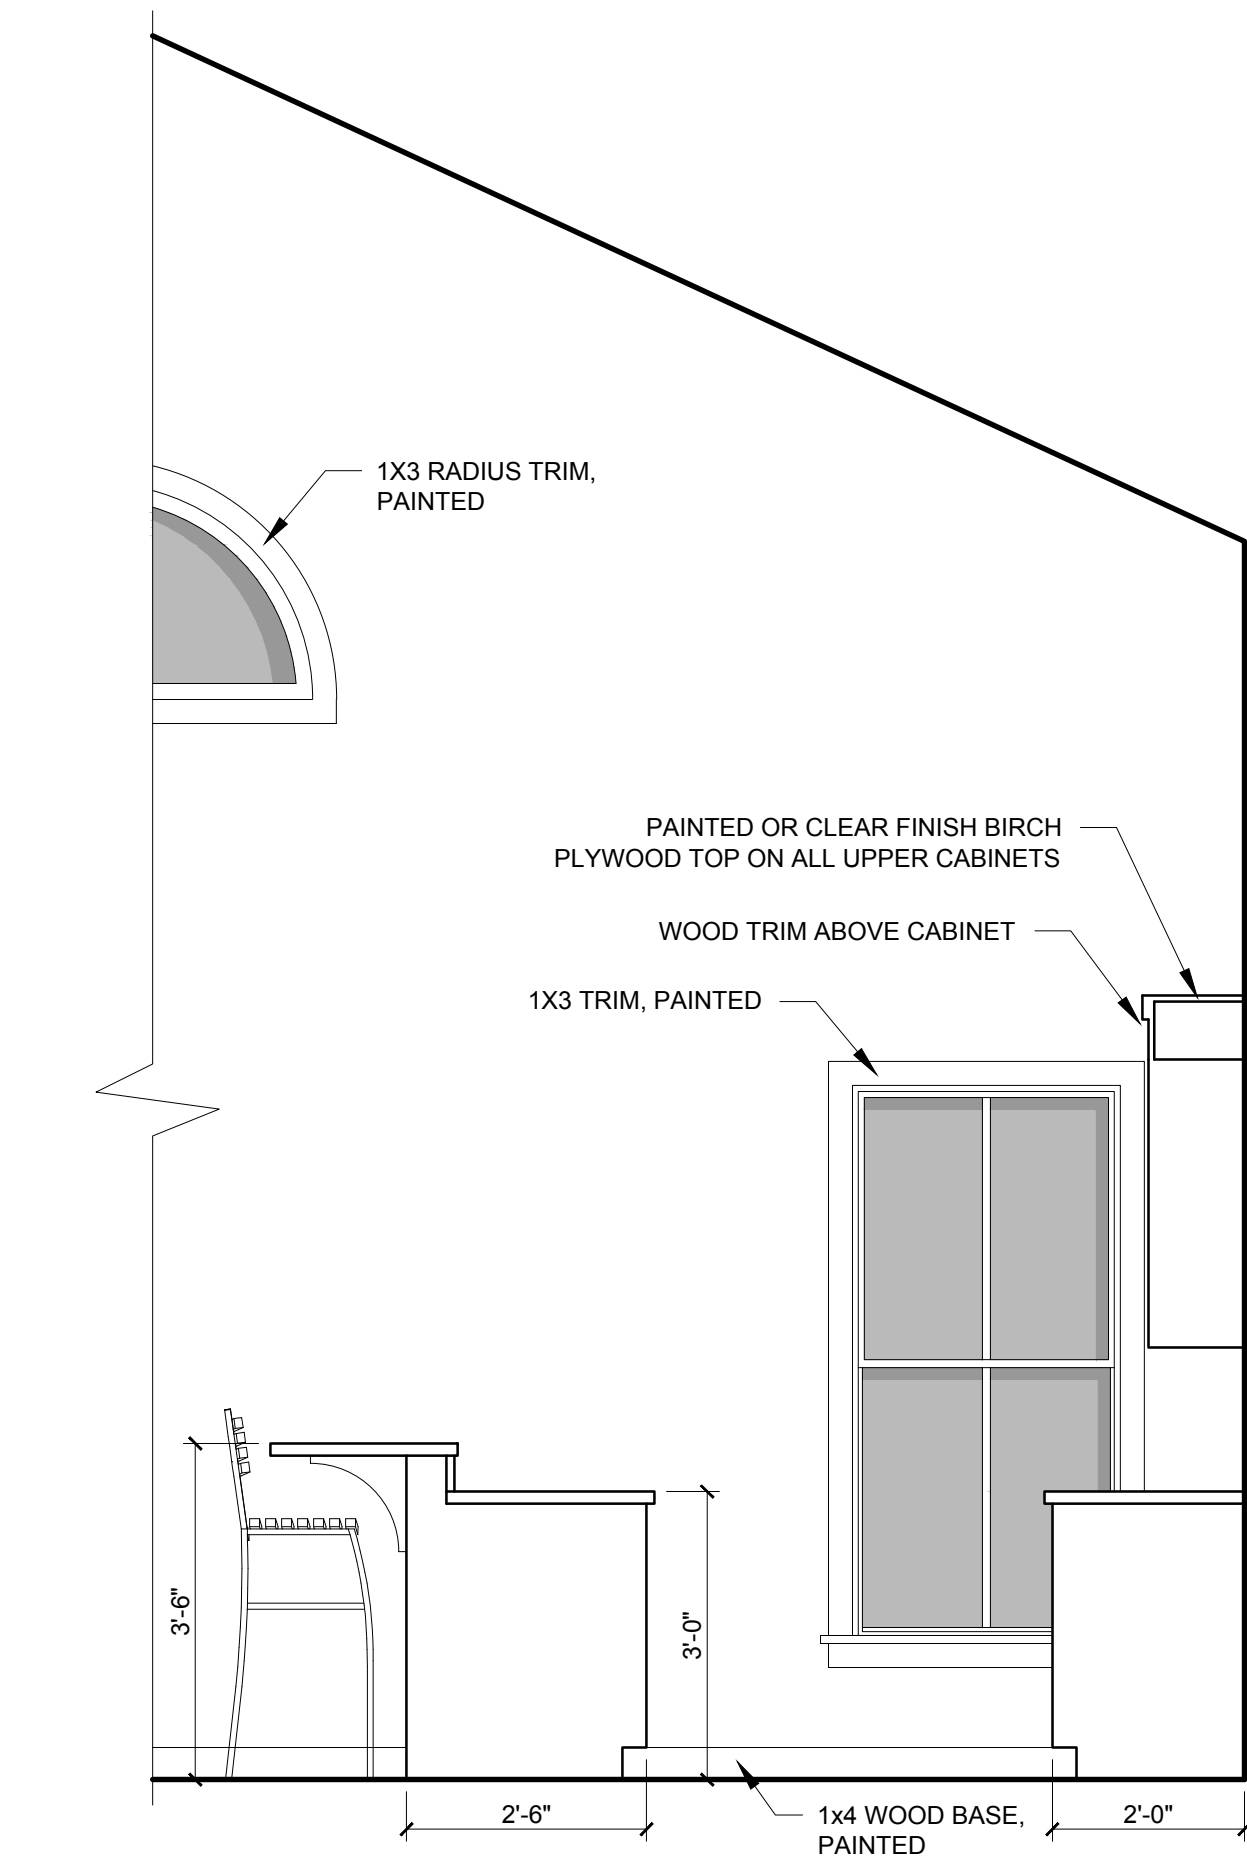 1X3 RADIUS TRIM,
PAINTED
PAINTED OR CLEAR FINISH BIRCH
PLYWOOD TOP ON ALL UPPER CABINETS
WOOD TRIM ABOVE CABINET
1X3 TRIM, PAINTED
3'-6"
3'-0"
2'-6"
1x4 WOOD BASE,
PAINTED
2'-0"